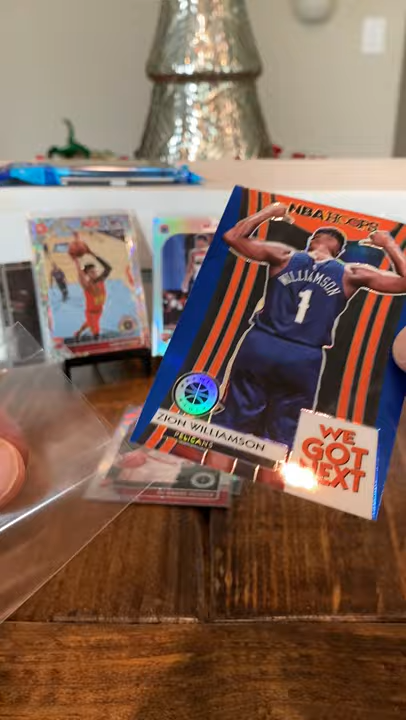 NBA HOOPS
WILLIAMSON
1
ZION WILLIAMSON
PELICANS
WE
GOT
NEXT